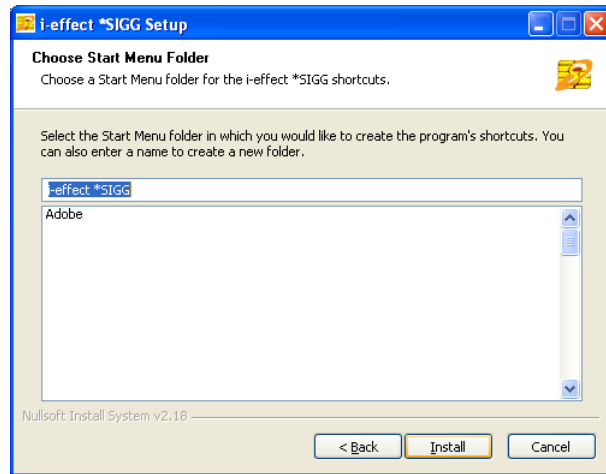 i-effect *SIGG Setup
Choose Start Menu Folder
Choose a Start Menu folder for the i-effect *SIGG shortcuts.
Select the Start Menu folder in which you would like to create the program's shortcuts. You
can also enter a name to create a new folder.
i-effect *SIGG
Adobe
Nullsoft Install System v2.18
< Back
Install
Cancel